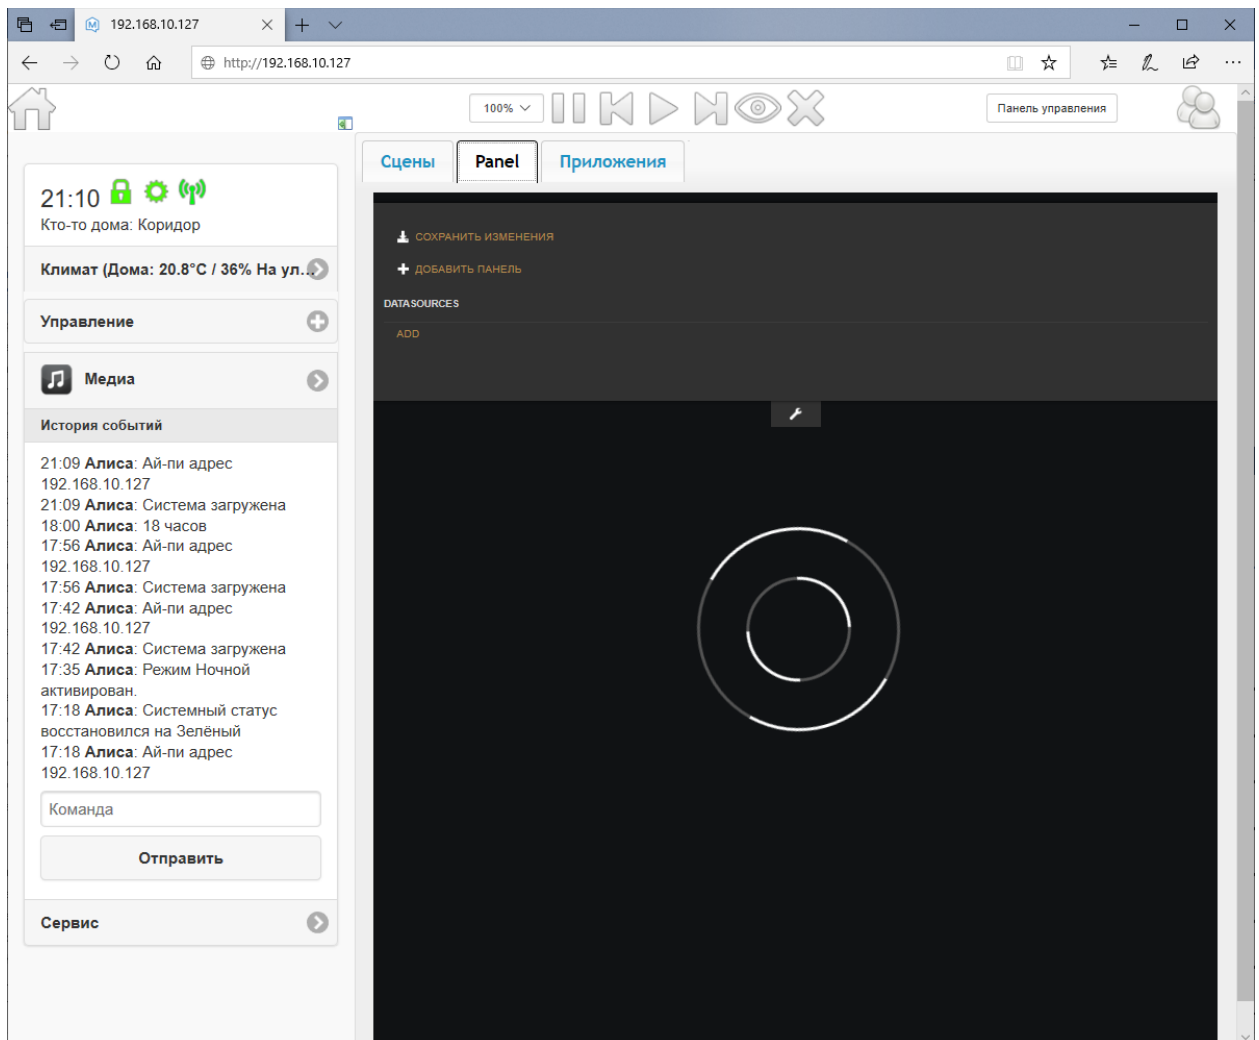 192.168.10.127
http://192.168.10.127
100%
Панель управления
Сцены
Panel
Приложения
21:10
Кто-то дома: Коридор
Климат (Дома: 20.8°C / 36% На ул...
Управление
Медиа
История событий
21:09 Алиса: Ай-пи адрес
192.168.10.127
21:09 Алиса: Система загружена
18:00 Алиса: 18 часов
17:56 Алиса: Ай-пи адрес
192.168.10.127
17:56 Алиса: Система загружена
17:42 Алиса: Ай-пи адрес
192.168.10.127
17:42 Алиса: Система загружена
17:35 Алиса: Режим Ночной
активирован.
17:18 Алиса: Системный статус
восстановился на Зелёный
17:18 Алиса: Ай-пи адрес
192.168.10.127
Команда
Отправить
Сервис
СОХРАНИТЬ ИЗМЕНЕНИЯ
ДОБАВИТЬ ПАНЕЛЬ
DATASOURCES
ADD